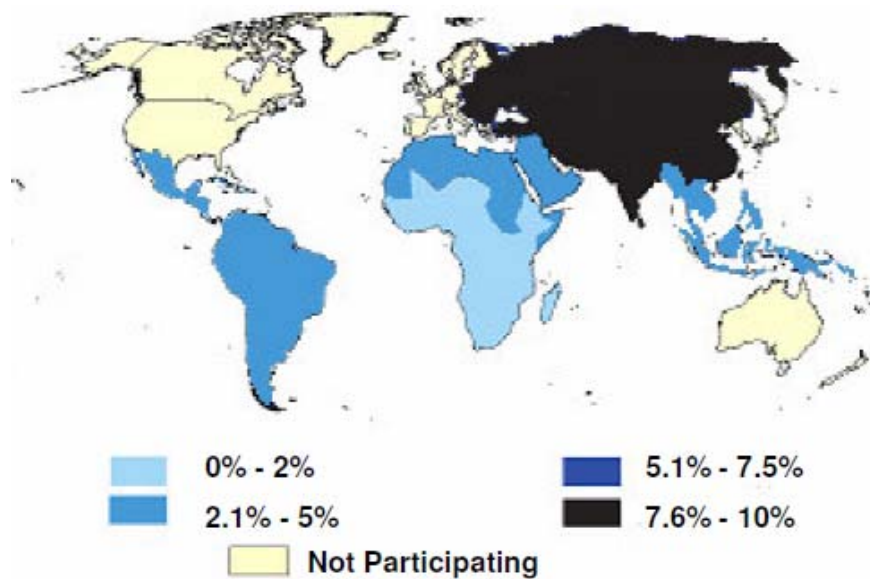 0% - 2%
5.1% - 7.5%
2.1% - 5%
7.6% - 10%
Not Participating